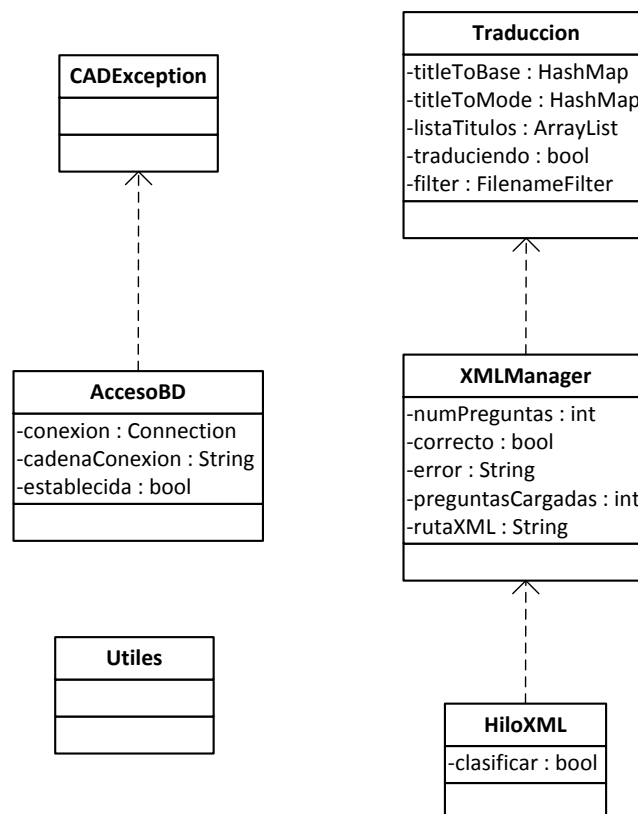 CADException
Traduccion
-titleToBase : HashMap
-titleToMode : HashMap
-listaTitulos : ArrayList
-traduciendo : bool
-filter : FilenameFilter
AccesoBD
-conexion : Connection
-cadenaConexion : String
-establecida : bool
XMLManager
-numPreguntas : int
-correcto : bool
-error : String
-preguntasCargadas : int
-rutaXML : String
Utiles
HiloXML
-clasificar : bool